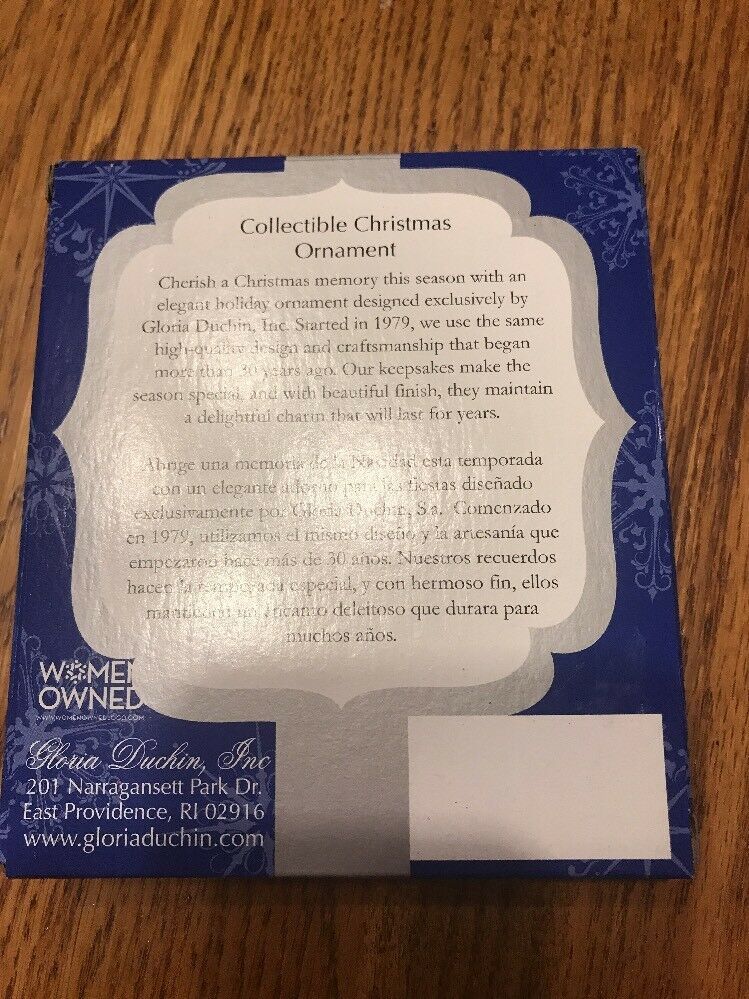 Collectible Christmas
Ornament
Cherish a Christmas memory this season with an
elegant holiday ornament designed exclusively by
Gloria Duchin, Inc. Started in 1979, we use the same
high-quality design and craftsmanship that began
more than 30 years ago. Our keepsakes make the
season special, and with beautiful finish, they maintain
a delightful charm that will last for years.
Abrige una memoria de la Navidad esta temporada
con un elegante adorno para las fiestas diseñado
exclusivamente por Gloria Duchin, S.a. Comenzado
en 1979, utilizamos el mismo diseño y la artesanía que
empezaron hace más de 30 años. Nuestros recuerdos
hacen la temporada especial, y con hermoso fin, ellos
mantienen un encanto deleitoso que durara para
muchos años.
WOMEN
OWNED
WWW.WOMENOWNEDLOGO.COM
Gloria Duchin, Inc
201 Narragansett Park Dr.
East Providence, RI 02916
www.gloriaduchin.com